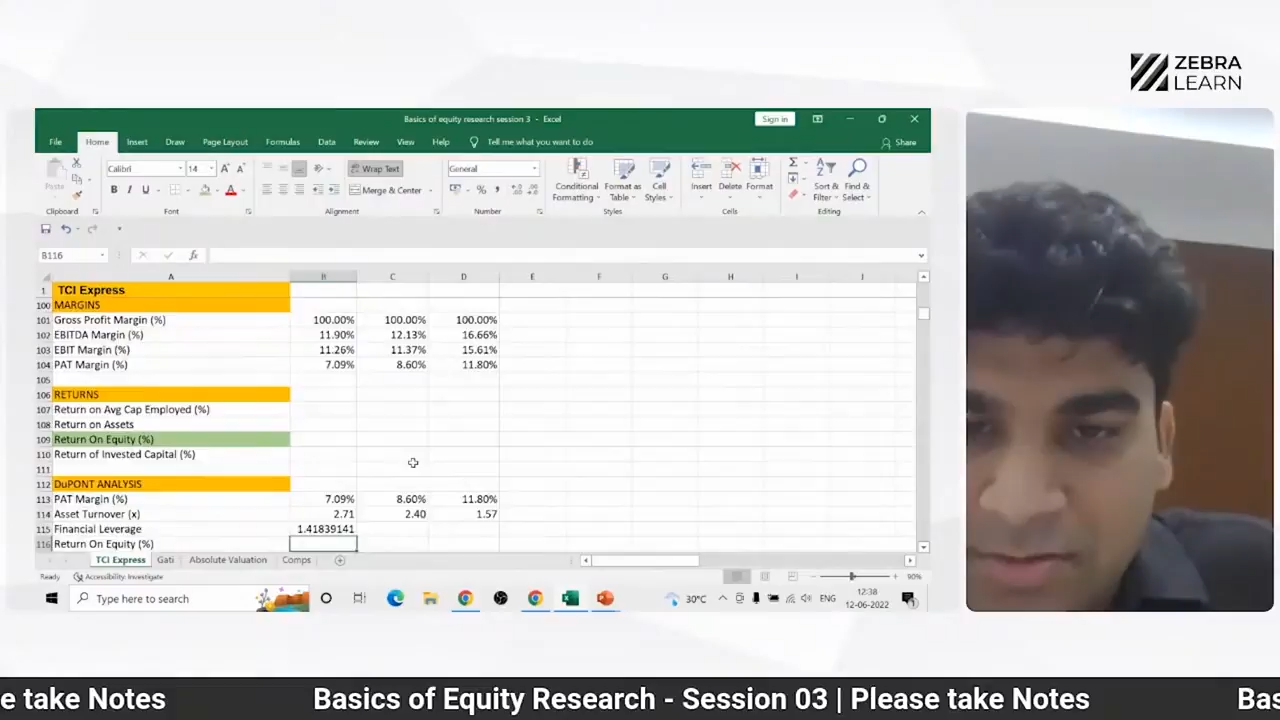 ZEBRA
LEARN
Basics of equity research session 3 - Excel
Sign in
File Home Insert Draw Page Layout Formulas Data Review View Help Tell me what you want to do Share
Paste
Calibri 14 A A
B I U A
Wrap Text
Merge & Center
General
% ,
Conditional Formatting
Format as Table
Cell Styles
Insert Delete Format
Sort & Filter
Find & Select
Clipboard Font Alignment Number Styles Cells Editing
B116 fx
A B C D E F G H I
1 TCI Express
100 MARGINS
101 Gross Profit Margin (%) 100.00% 100.00% 100.00%
102 EBITDA Margin (%) 11.90% 12.13% 16.66%
103 EBIT Margin (%) 11.26% 11.37% 15.61%
104 PAT Margin (%) 7.09% 8.60% 11.80%
105
106 RETURNS
107 Return on Avg Cap Employed (%)
108 Return on Assets
109 Return On Equity (%)
110 Return of Invested Capital (%)
111
112 DuPONT ANALYSIS
113 PAT Margin (%) 7.09% 8.60% 11.80%
114 Asset Turnover (x) 2.71 2.40 1.57
115 Financial Leverage 1.41839141
116 Return On Equity (%)
TCI Express Gati Absolute Valuation Comps
Ready Accessibility: Investigate 90%
Type here to search
30°C ENG
12:38
12-06-2022
e take Notes Basics of Equity Research - Session 03 | Please take Notes Bas